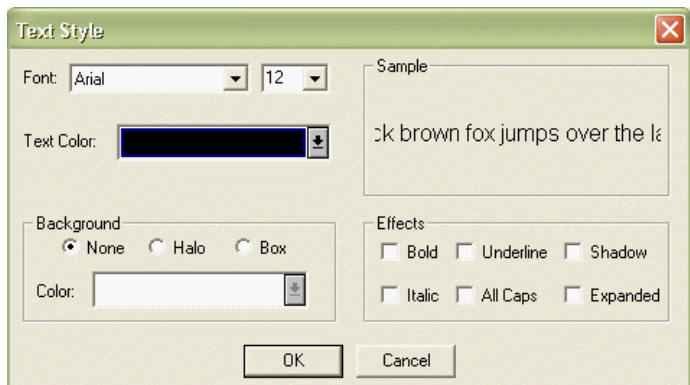 Text Style
Font: Arial 12
Sample
ck brown fox jumps over the la
Text Color:
Background
None Halo Box
Color:
Effects
Bold Underline Shadow
Italic All Caps Expanded
OK Cancel